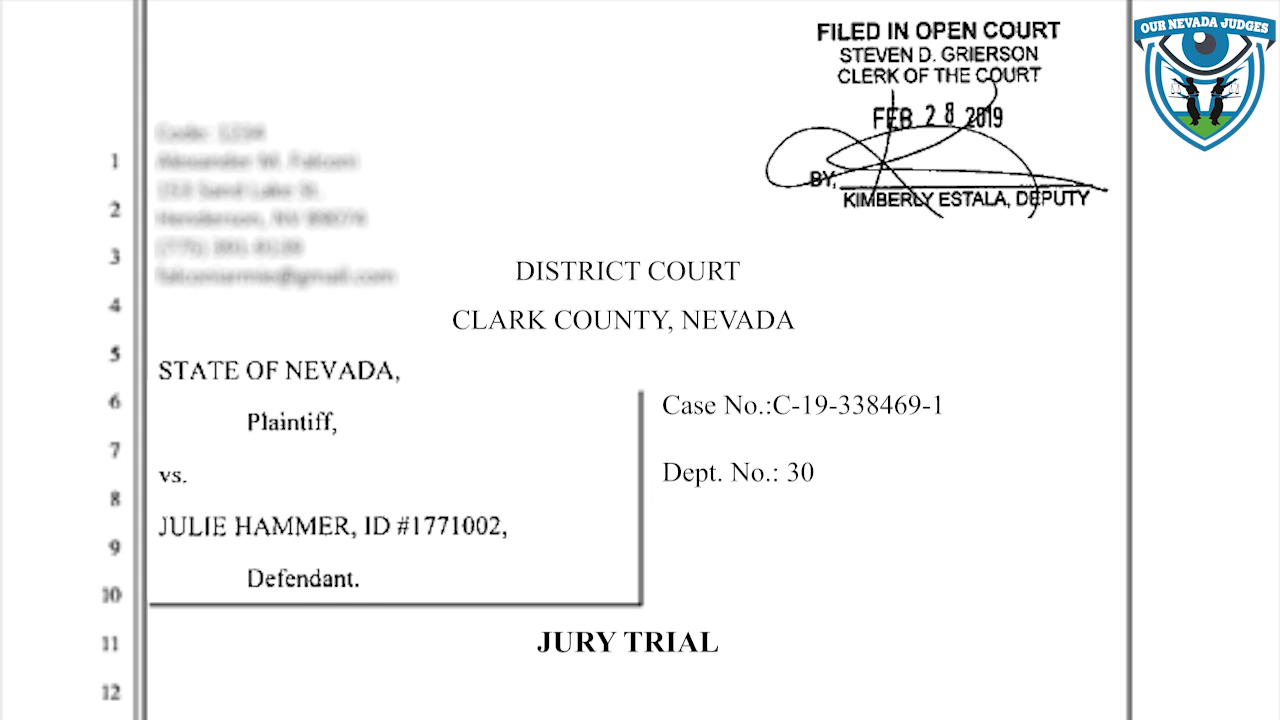 OUR NEVADA JUDGES
FILED IN OPEN COURT
STEVEN D. GRIERSON
CLERK OF THE COURT
FEB 28 2019
BY,
KIMBERLY ESTALA, DEPUTY
1
2
3
DISTRICT COURT
4
CLARK COUNTY, NEVADA
5
STATE OF NEVADA,
6
Case No.:C-19-338469-1
Plaintiff,
7
vs.
Dept. No.: 30
8
JULIE HAMMER, ID #1771002,
9
Defendant.
10
11
JURY TRIAL
12